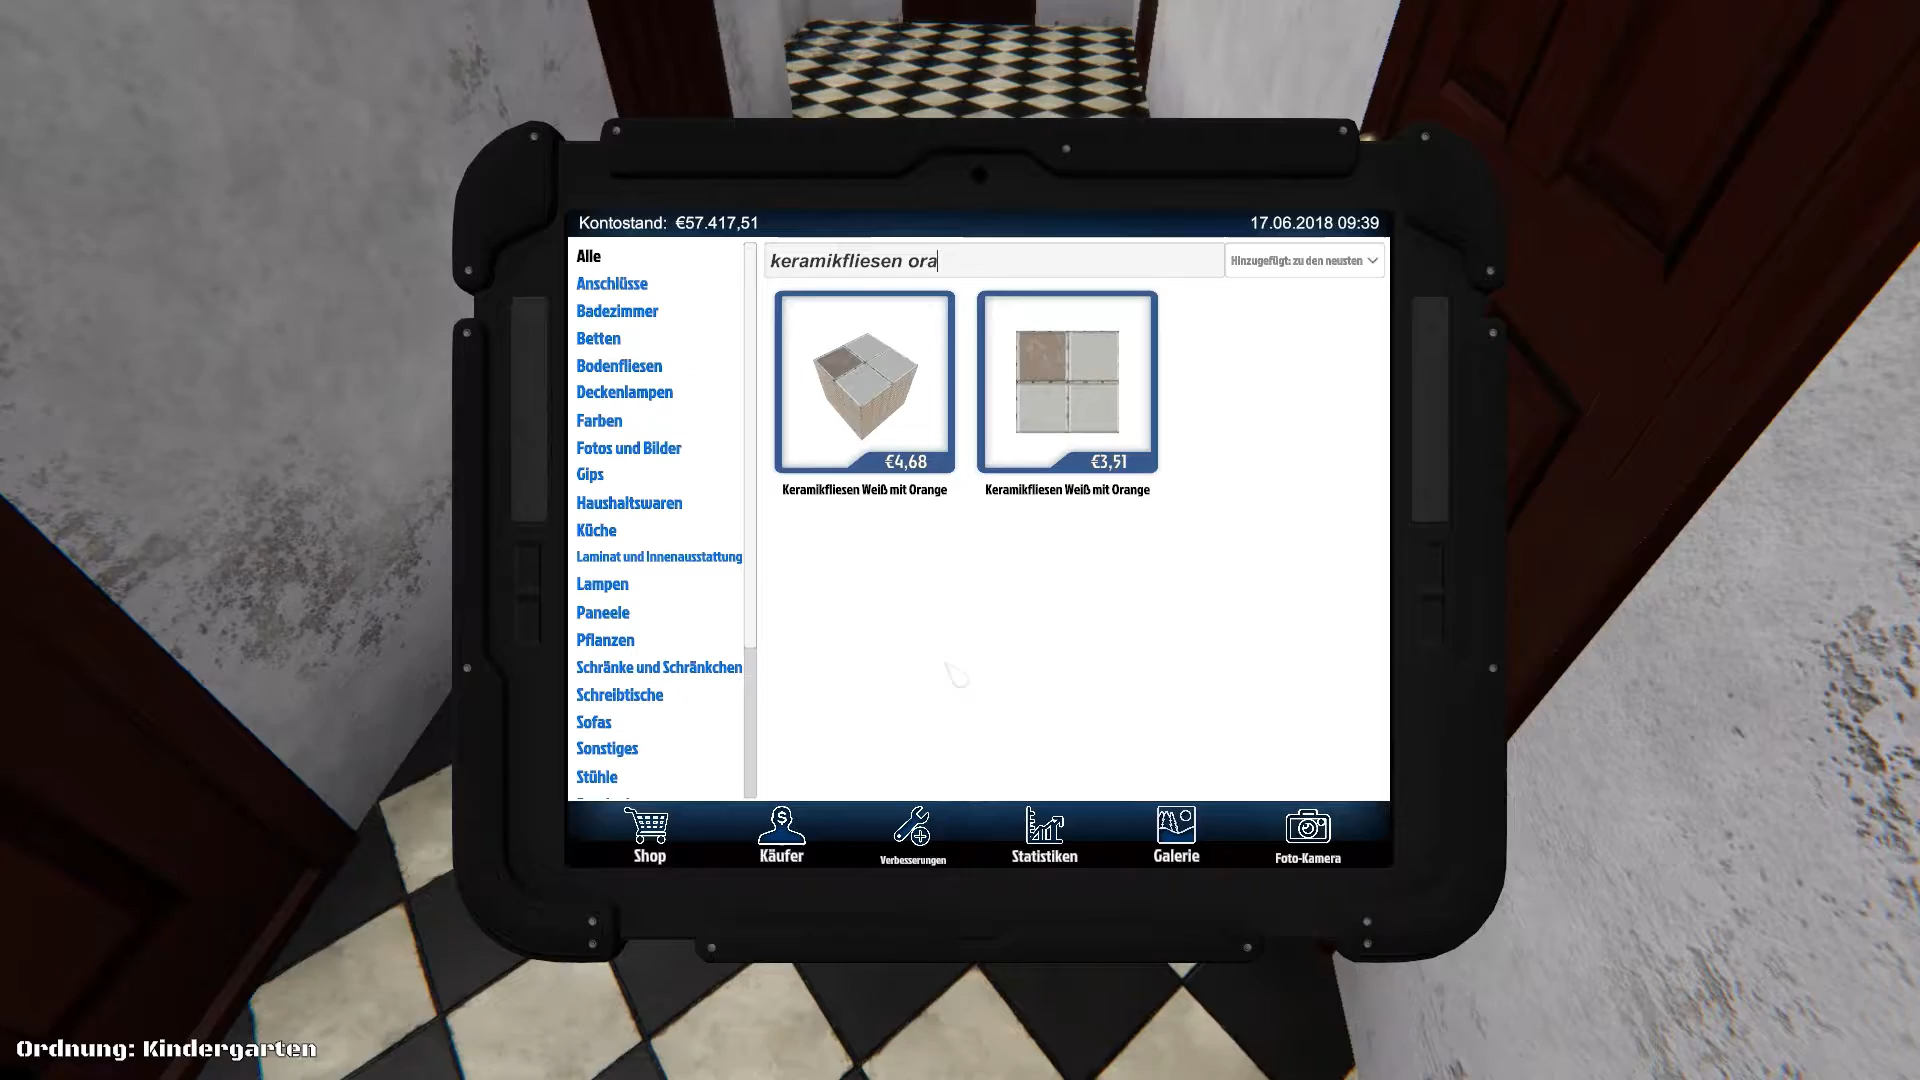 Kontostand: €57.417,51
17.06.2018 09:39
Alle
Anschlüsse
Badezimmer
Betten
Bodenfliesen
Deckenlampen
Farben
Fotos und Bilder
Gips
Haushaltswaren
Küche
Laminat und Innenausstattung
Lampen
Paneele
Pflanzen
Schränke und Schränkchen
Schreibtische
Sofas
Sonstiges
Stühle
keramikfliesen ora
Hinzugefügt: zu den neusten
€4,68
€3,51
Keramikfliesen Weiß mit Orange
Keramikfliesen Weiß mit Orange
Shop
Käufer
Verbesserungen
Statistiken
Galerie
Foto-Kamera
Ordnung: Kindergarten